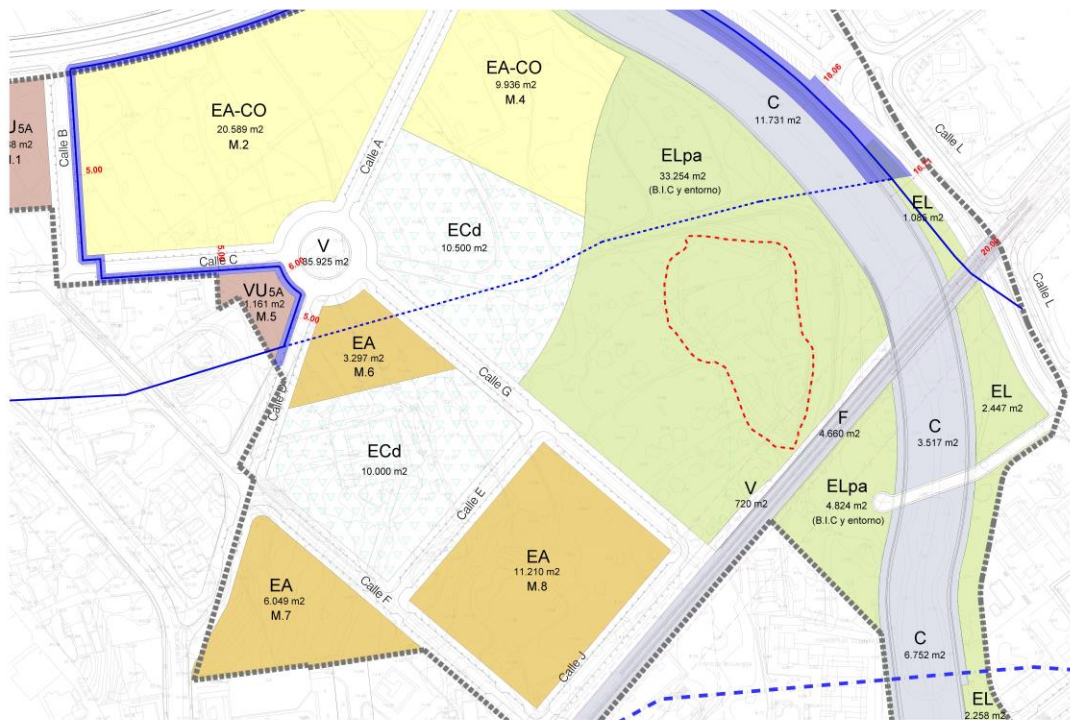 EA-CO
9.936 m2
M.4
18.06
C
11.731 m2
EA-CO
20.589 m2
M.2
U5A
M.1
Calle B
Calle A
Calle L
5.00
ELpa
33.254 m2
(B.I.C y entorno)
EL
1.085 m2
ECd
10.500 m2
V
85.925 m2
5.00
Calle C
6.00
Calle L
VU5A
1.161 m2
M.5
5.00
EA
3.297 m2
M.6
Calle G
EL
2.447 m2
F
4.660 m2
C
3.517 m2
ECd
10.000 m2
Calle E
V
720 m2
ELpa
4.824 m2
(B.I.C y entorno)
EA
11.210 m2
M.8
EA
6.049 m2
M.7
Calle F
Calle J
C
6.752 m2
EL
2.258 m2